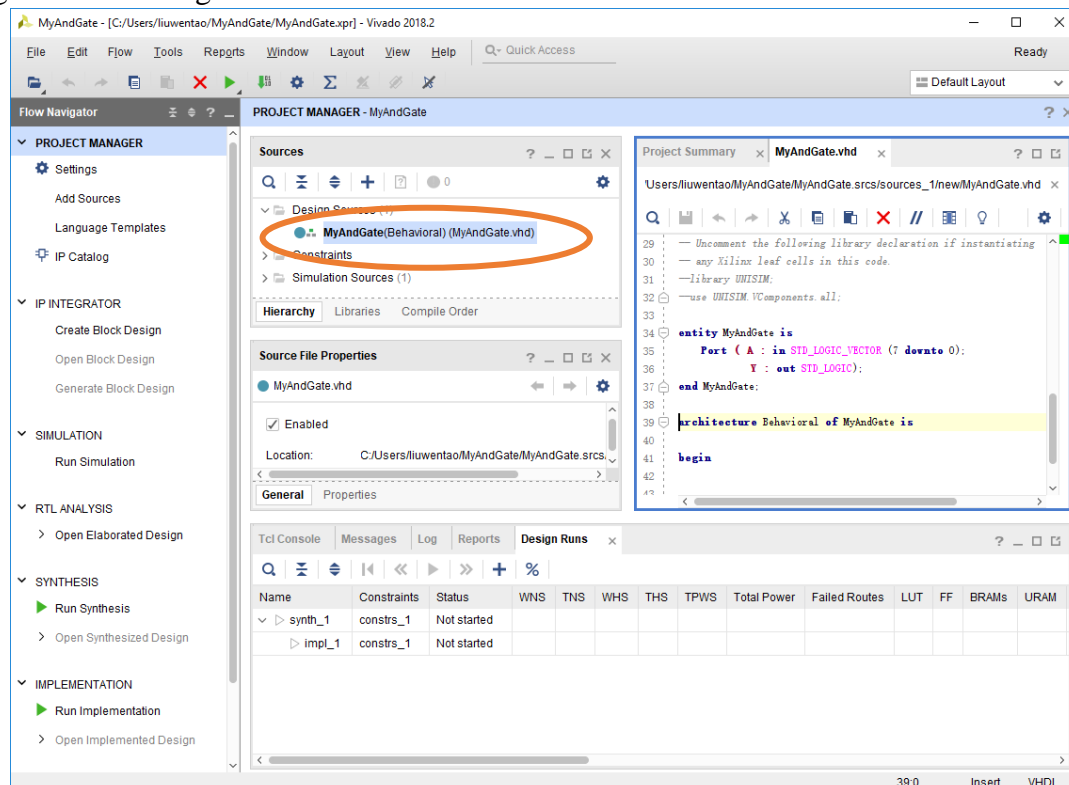 MyAndGate - [C:/Users/liuwentao/MyAndGate/MyAndGate.xpr] - Vivado 2018.2
File Edit Flow Tools Reports Window Layout View Help Quick Access Ready
Default Layout
Flow Navigator
PROJECT MANAGER
Settings
Add Sources
Language Templates
IP Catalog
IP INTEGRATOR
Create Block Design
Open Block Design
Generate Block Design
SIMULATION
Run Simulation
RTL ANALYSIS
Open Elaborated Design
SYNTHESIS
Run Synthesis
Open Synthesized Design
IMPLEMENTATION
Run Implementation
Open Implemented Design
PROJECT MANAGER - MyAndGate
Sources
0
Design Sources (1)
MyAndGate(Behavioral) (MyAndGate.vhd)
Constraints
Simulation Sources (1)
Hierarchy Libraries Compile Order
Source File Properties
MyAndGate.vhd
Enabled
Location: C:/Users/liuwentao/MyAndGate/MyAndGate.srcs
General Properties
Project Summary MyAndGate.vhd
'Users/liuwentao/MyAndGate/MyAndGate.srcs/sources_1/new/MyAndGate.vhd
29 -- Uncomment the following library declaration if instantiating
30 -- any Xilinx leaf cells in this code.
31 --library UNISIM;
32 --use UNISIM.VComponents.all;
33
34 entity MyAndGate is
35 Port ( A : in STD_LOGIC_VECTOR (7 downto 0);
36 Y : out STD_LOGIC);
37 end MyAndGate;
38
39 architecture Behavioral of MyAndGate is
40
41 begin
42
43
Tcl Console Messages Log Reports Design Runs
Name Constraints Status WNS TNS WHS THS TPWS Total Power Failed Routes LUT FF BRAMs URAM
synth_1 constrs_1 Not started
impl_1 constrs_1 Not started
39:0 Insert VHDL